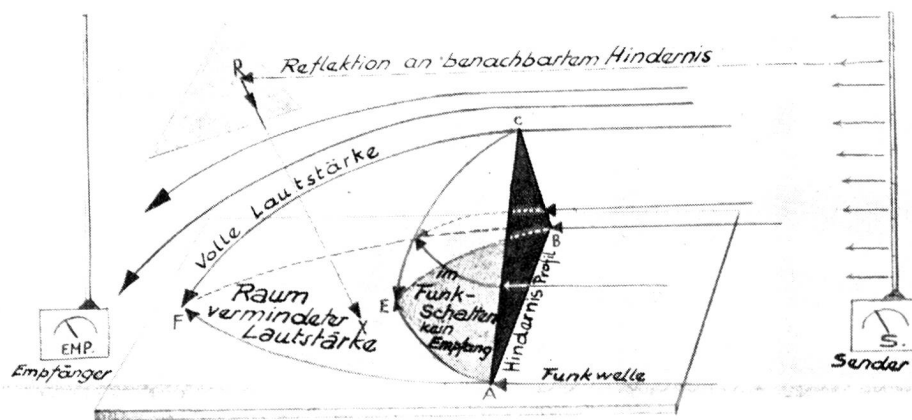 R
Reflektion an benachbartem Hindernis
C
Volle Lautstärke
B
im
Funk-
Schatten
kein
Empfang
E
F
Raum
verminderter
Lautstärke
X
Hindernis Profil
EMP.
Empfänger
S.
Sender
Funkwelle
A